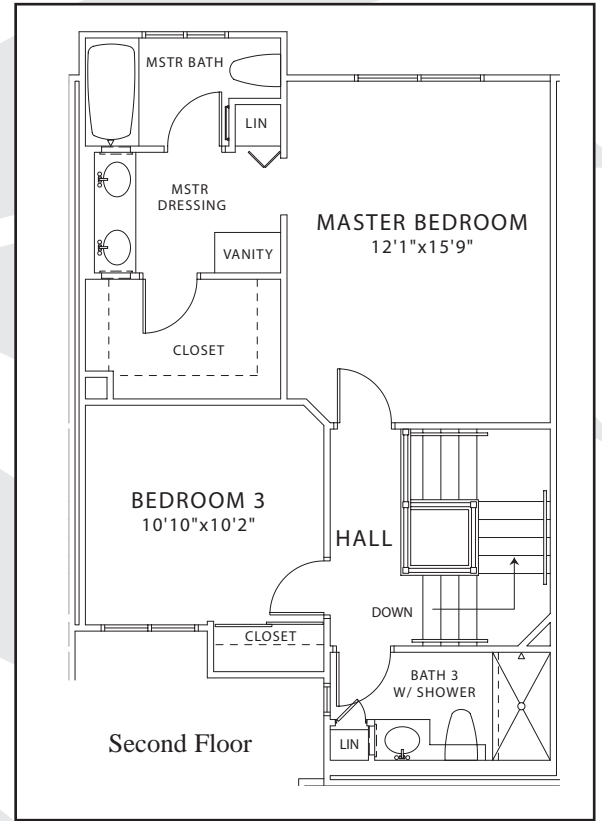 MSTR BATH
LIN
MSTR
DRESSING
VANITY
MASTER BEDROOM
12'1"x15'9"
CLOSET
BEDROOM 3
10'10"x10'2"
HALL
DOWN
CLOSET
BATH 3
W/ SHOWER
LIN
Second Floor